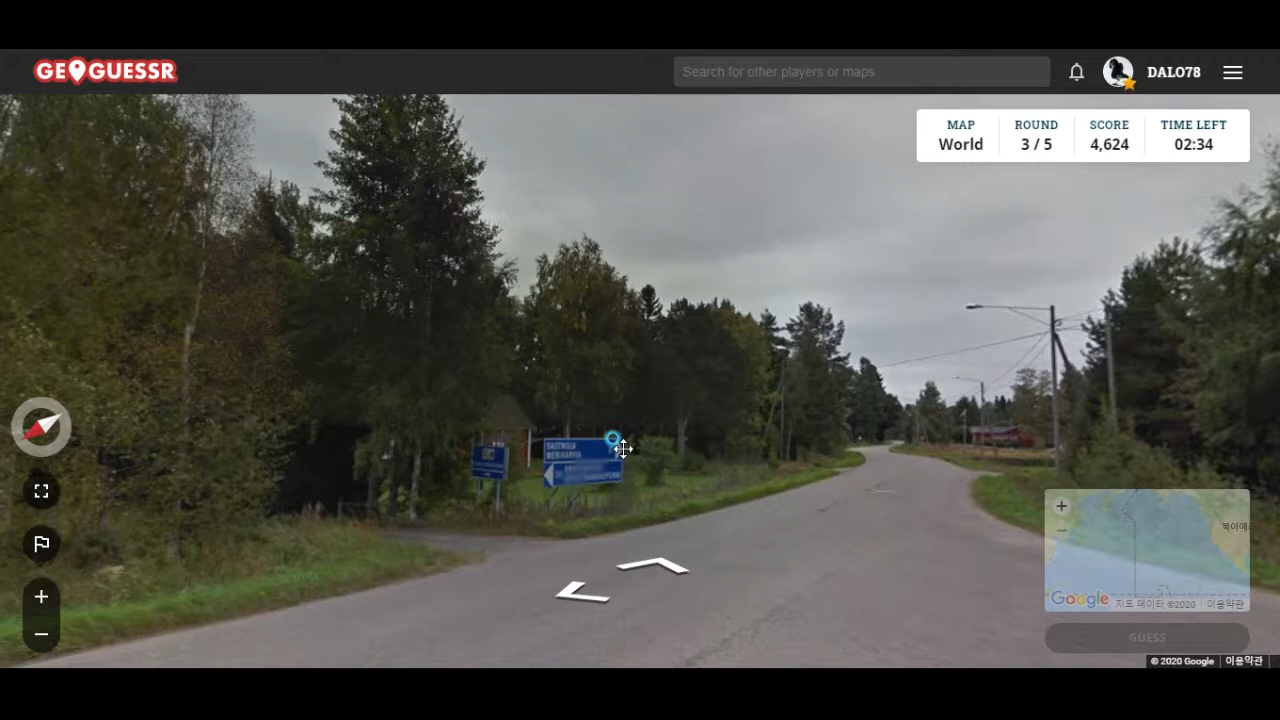 GEOGUESSR
Search for other players or maps
DALO78
MAP
World
ROUND
3 / 5
SCORE
4,624
TIME LEFT
02:34
SASTMOLA
MERIKARVIA
Google
지도 데이터 ©2020
이용약관
GUESS
© 2020 Google
이용약관